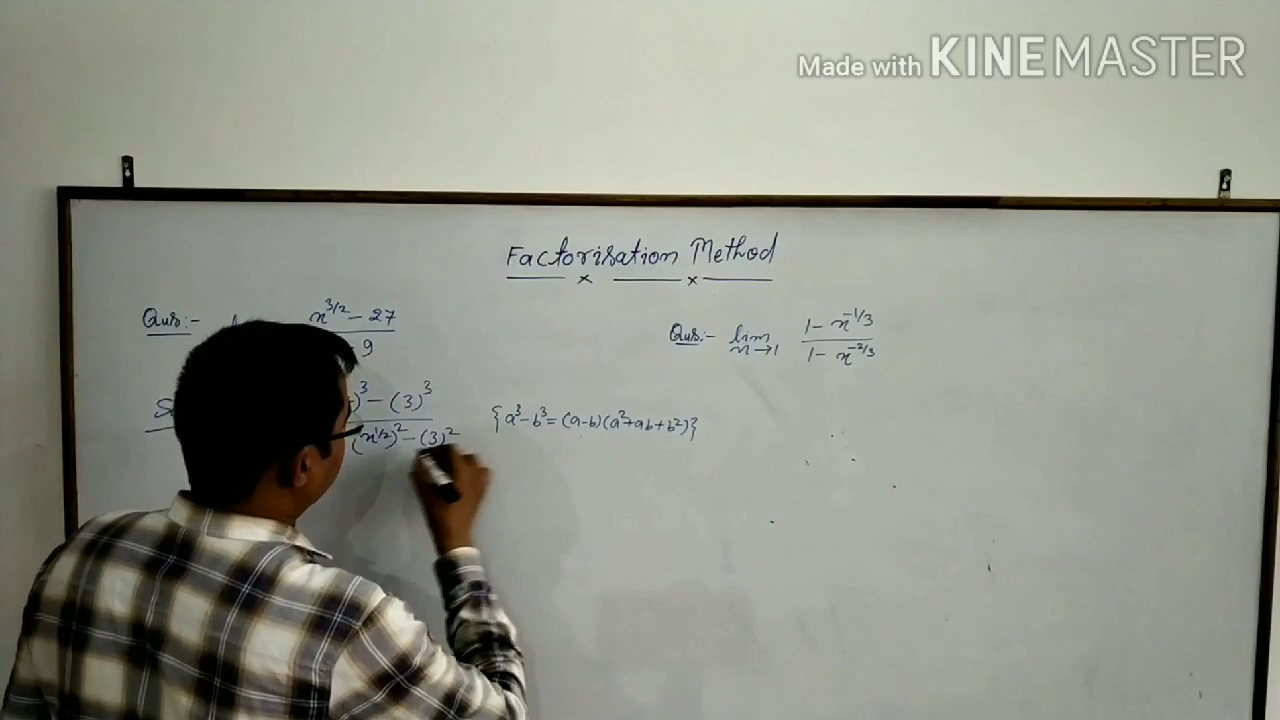 Made with KINEMASTER
Factorisation Method
Qus:- x^{3/2} - 27
- 9
)^3 - (3)^3
(x^{1/2})^2 - (3)^2
{a^3 - b^3 = (a-b)(a^2+ab+b^2)}
Qus:- lim 1 - x^{-1/3}
x→1 1 - x^{-2/3}